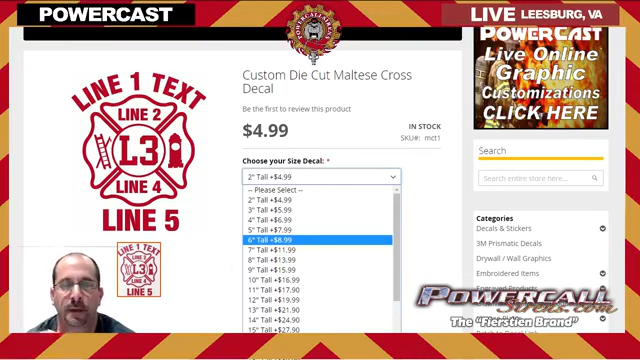 POWERCAST
LIVE LEESBURG, VA
POWERCALLSIRENS
LINE 1 TEXT
LINE 2
L3
LINE 4
LINE 5
LINE 1 TEXT
LINE 2
L3
LINE 4
LINE 5
Custom Die Cut Maltese Cross
Decal
Be the first to review this product
$4.99
IN STOCK
SKU#: mct1
Choose your Size Decal: *
2" Tall +$4.99
-- Please Select --
2" Tall +$4.99
3" Tall +$5.99
4" Tall +$6.99
5" Tall +$7.99
6" Tall +$8.99
7" Tall +$11.99
8" Tall +$13.99
9" Tall +$15.99
10" Tall +$16.99
11" Tall +$17.90
12" Tall +$19.99
13" Tall +$21.90
14" Tall +$24.90
15" Tall +$27.90
POWERCAST
Live Online
Graphic
Customizations
CLICK HERE
Search
Search entire store here...
Categories
Decals & Stickers
3M Prismatic Decals
Drywall / Wall Graphics
Embroidered Items
Engraved Products
POWERCALL
Sirens.com
The "Fierstien Brand"